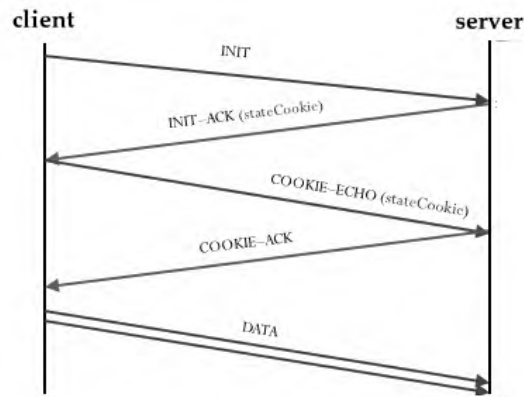 client server
INIT
INIT–ACK (stateCookie)
COOKIE–ECHO (stateCookie)
COOKIE–ACK
DATA